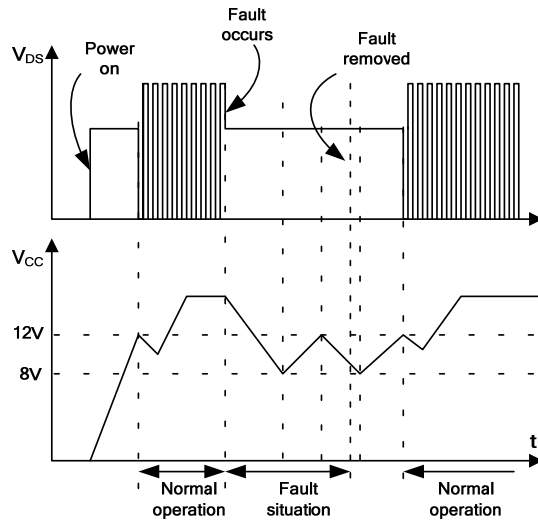 Fault
occurs
Power
on
Fault
removed
VDS
VCC
12V
8V
t
Normal
operation
Fault
situation
Normal
operation